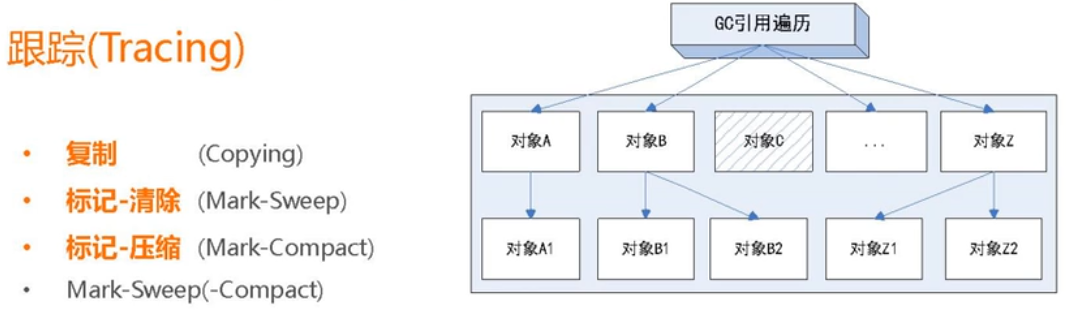 跟踪(Tracing)
• 复制 (Copying)
• 标记-清除 (Mark-Sweep)
• 标记-压缩 (Mark-Compact)
• Mark-Sweep(-Compact)
GC引用遍历
对象A 对象B 对象C ... 对象Z
对象A1 对象B1 对象B2 对象Z1 对象Z2